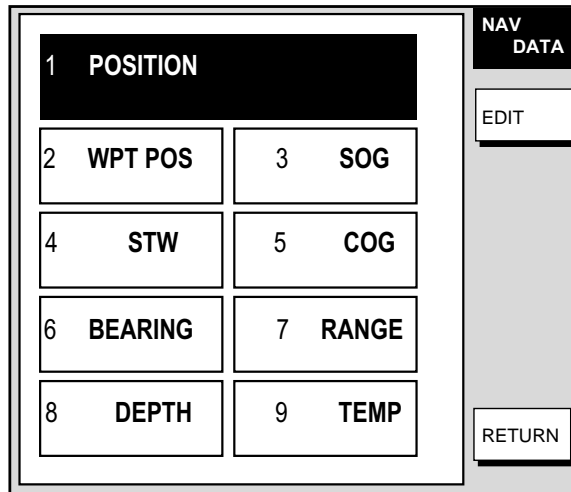 1 POSITION
2 WPT POS
3 SOG
4 STW
5 COG
6 BEARING
7 RANGE
8 DEPTH
9 TEMP
NAV
DATA
EDIT
RETURN